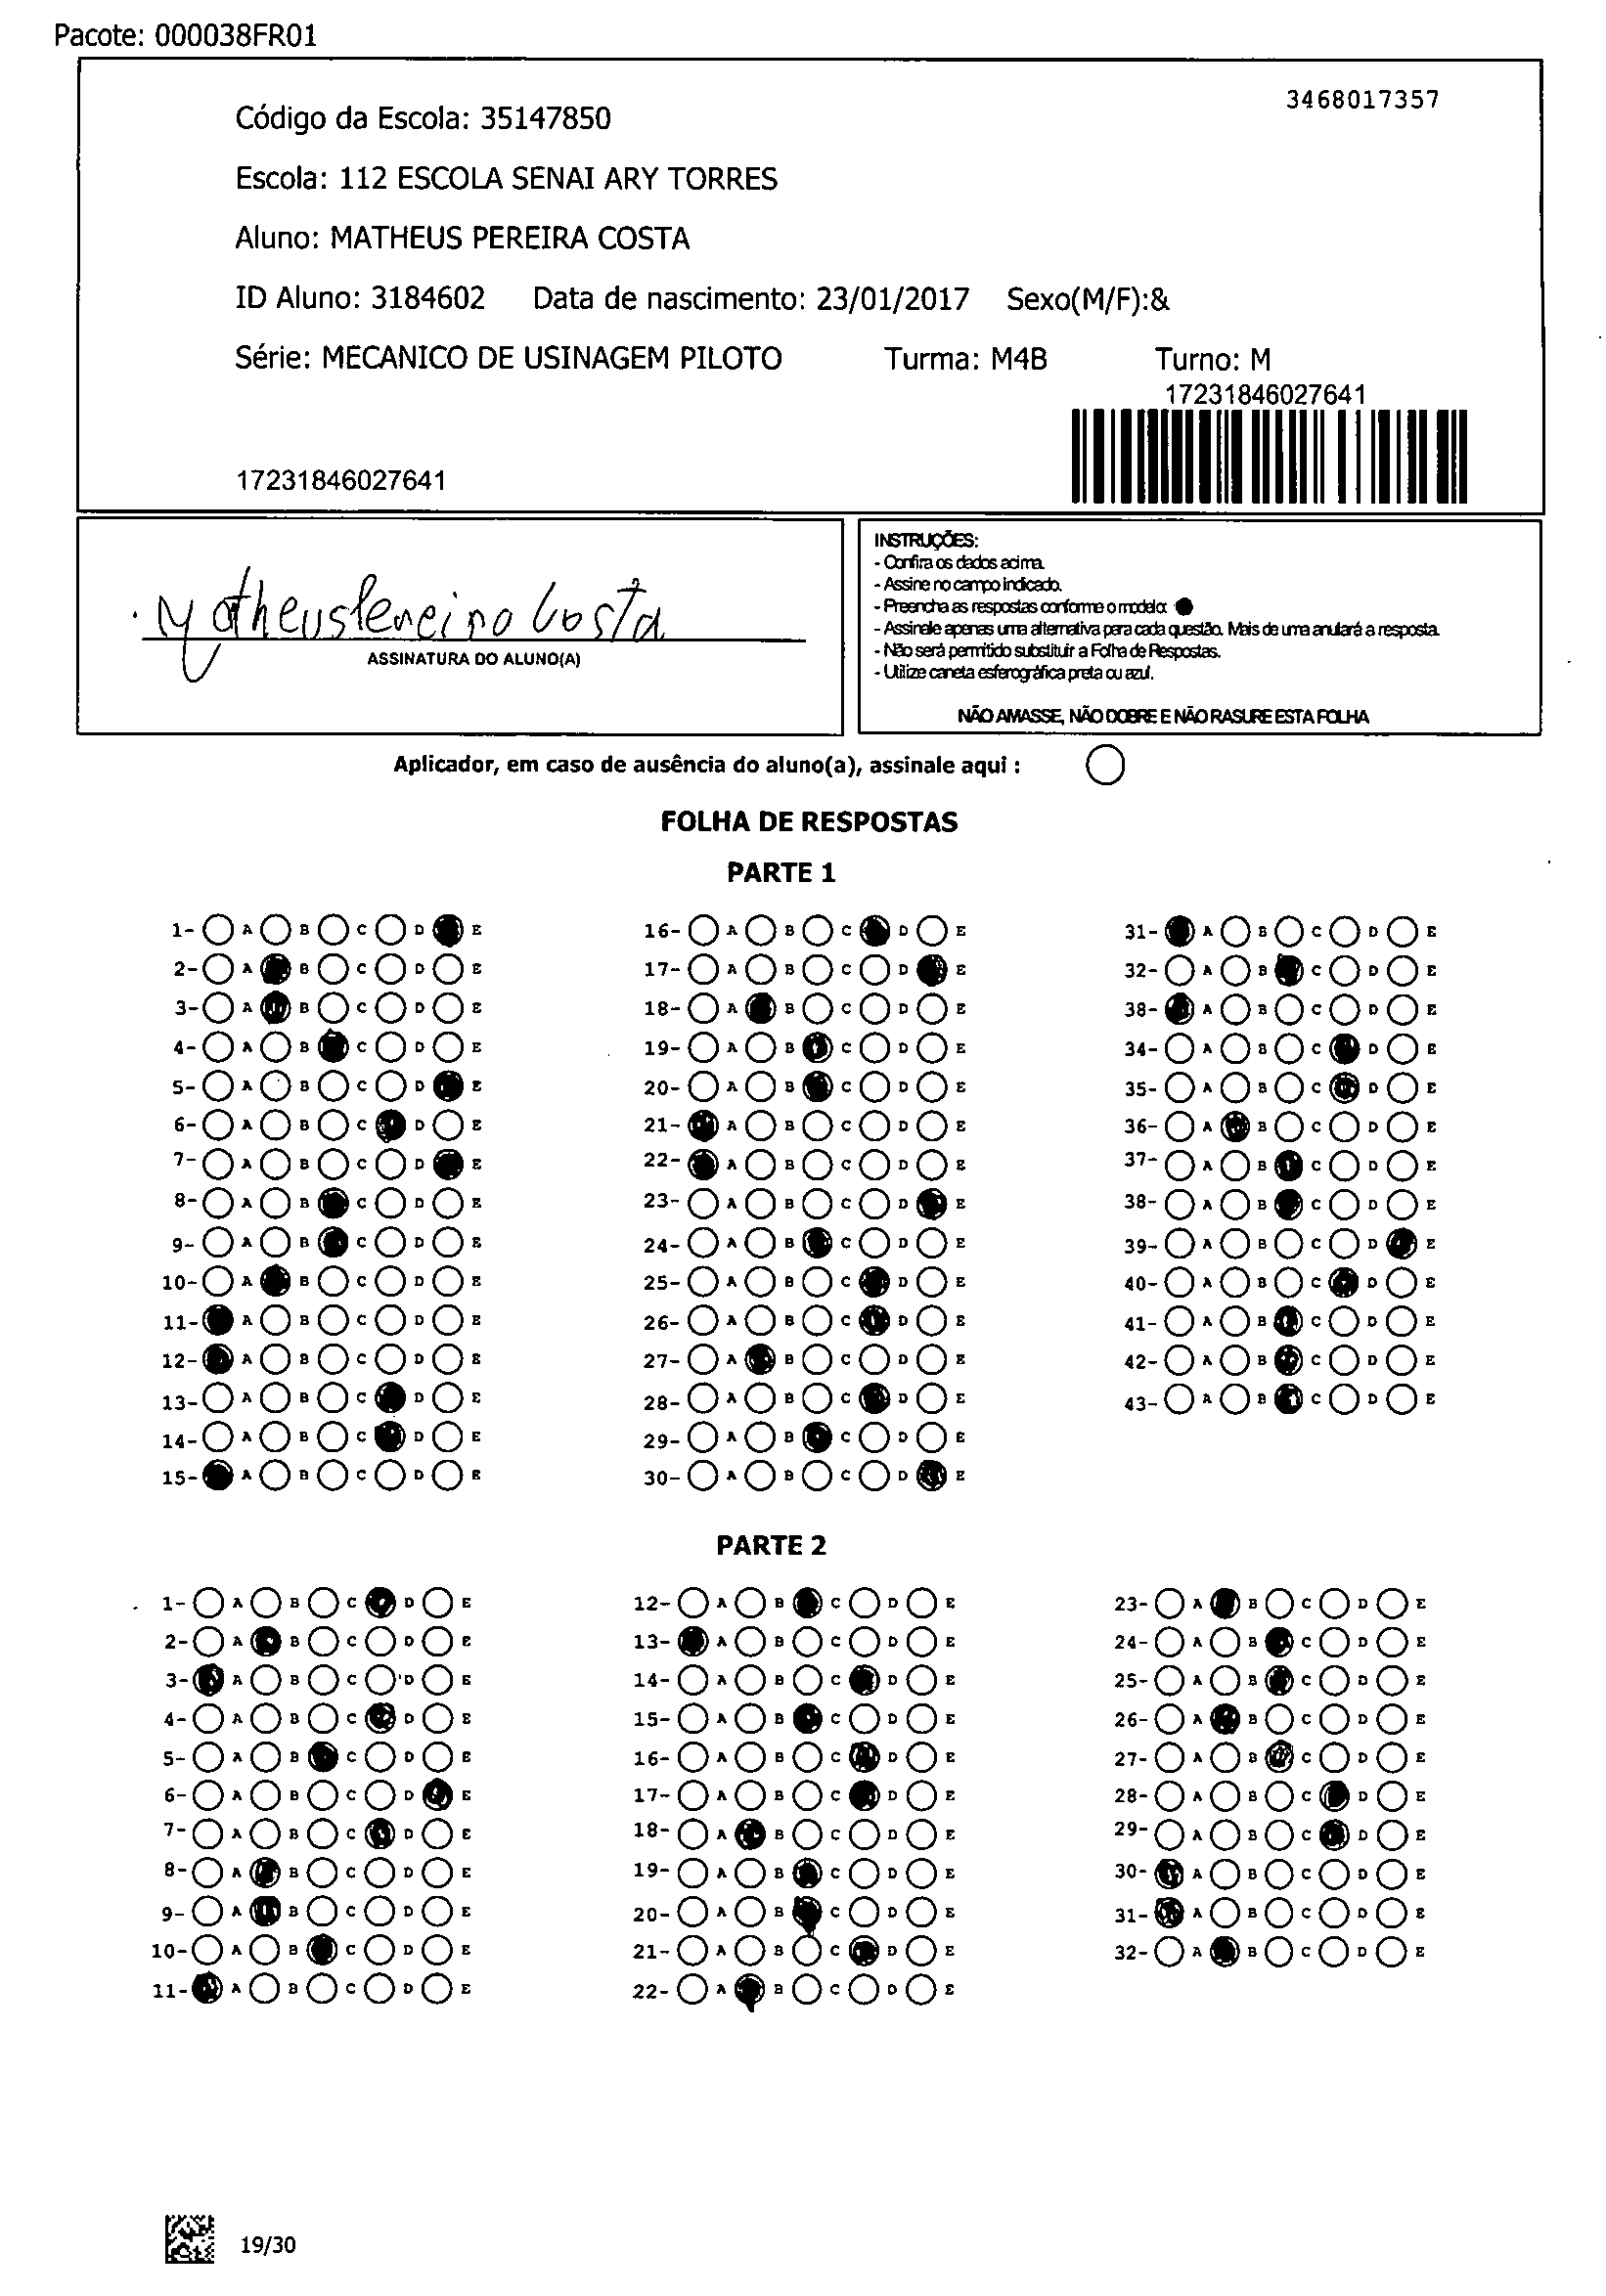 Pacote: 000038FR01
3468017357
Código da Escola: 35147850
Escola: 112 ESCOLA SENAI ARY TORRES
Aluno: MATHEUS PEREIRA COSTA
ID Aluno: 3184602 Data de nascimento: 23/01/2017 Sexo(M/F):&
Série: MECANICO DE USINAGEM PILOTO Turma: M4B Turno: M
17231846027641
17231846027641
Matheus Pereira Costa
ASSINATURA DO ALUNO(A)
INSTRUÇÕES:
- Confira os dados acima.
- Assine no campo indicado.
- Preencha as respostas conforme o modelo:
- Assinale apenas uma alternativa para cada questão. Mais de uma anulará a resposta.
- Não será permitido substituir a Folha de Respostas.
- Utilize caneta esferográfica preta ou azul.
NÃO AMASSE, NÃO DOBRE E NÃO RASURE ESTA FOLHA
Aplicador, em caso de ausência do aluno(a), assinale aqui :
FOLHA DE RESPOSTAS
PARTE 1
1- A B C D E 16- A B C D E 31- A B C D E
2- A B C D E 17- A B C D E 32- A B C D E
3- A B C D E 18- A B C D E 38- A B C D E
4- A B C D E 19- A B C D E 34- A B C D E
5- A B C D E 20- A B C D E 35- A B C D E
6- A B C D E 21- A B C D E 36- A B C D E
7- A B C D E 22- A B C D E 37- A B C D E
8- A B C D E 23- A B C D E 38- A B C D E
9- A B C D E 24- A B C D E 39- A B C D E
10- A B C D E 25- A B C D E 40- A B C D E
11- A B C D E 26- A B C D E 41- A B C D E
12- A B C D E 27- A B C D E 42- A B C D E
13- A B C D E 28- A B C D E 43- A B C D E
14- A B C D E 29- A B C D E
15- A B C D E 30- A B C D E
PARTE 2
1- A B C D E 12- A B C D E 23- A B C D E
2- A B C D E 13- A B C D E 24- A B C D E
3- A B C D E 14- A B C D E 25- A B C D E
4- A B C D E 15- A B C D E 26- A B C D E
5- A B C D E 16- A B C D E 27- A B C D E
6- A B C D E 17- A B C D E 28- A B C D E
7- A B C D E 18- A B C D E 29- A B C D E
8- A B C D E 19- A B C D E 30- A B C D E
9- A B C D E 20- A B C D E 31- A B C D E
10- A B C D E 21- A B C D E 32- A B C D E
11- A B C D E 22- A B C D E
19/30